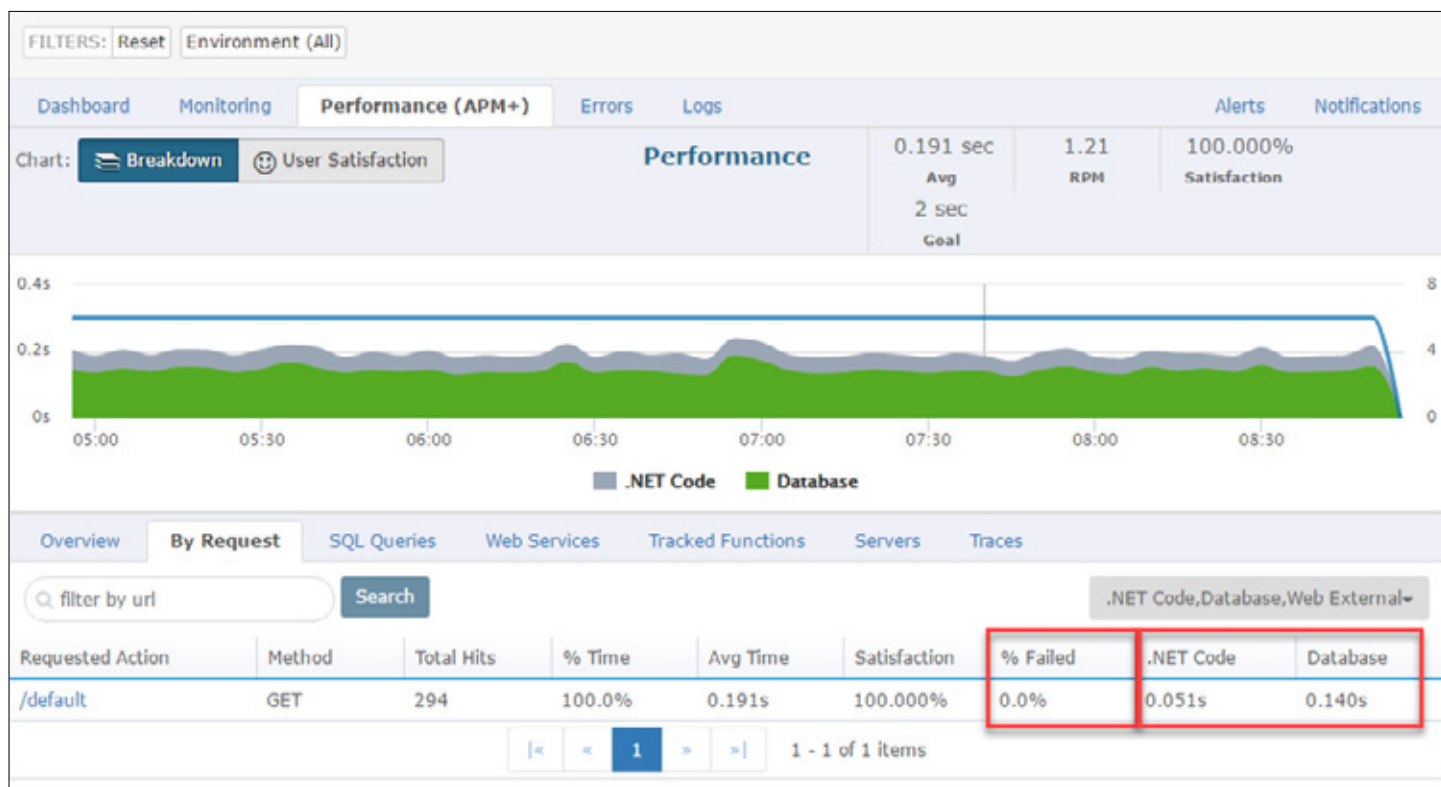 FILTERS: Reset Environment (All)
Dashboard Monitoring Performance (APM+) Errors Logs Alerts Notifications
Chart: Breakdown User Satisfaction
Performance
0.191 sec 1.21 100.000%
Avg RPM Satisfaction
2 sec
Goal
0.4s 8
0.2s 4
0s 0
05:00 05:30 06:00 06:30 07:00 07:30 08:00 08:30
.NET Code Database
Overview By Request SQL Queries Web Services Tracked Functions Servers Traces
filter by url Search .NET Code,Database,Web External
Requested Action Method Total Hits % Time Avg Time Satisfaction % Failed .NET Code Database
/default GET 294 100.0% 0.191s 100.000% 0.0% 0.051s 0.140s
|« « 1 » »| 1 - 1 of 1 items